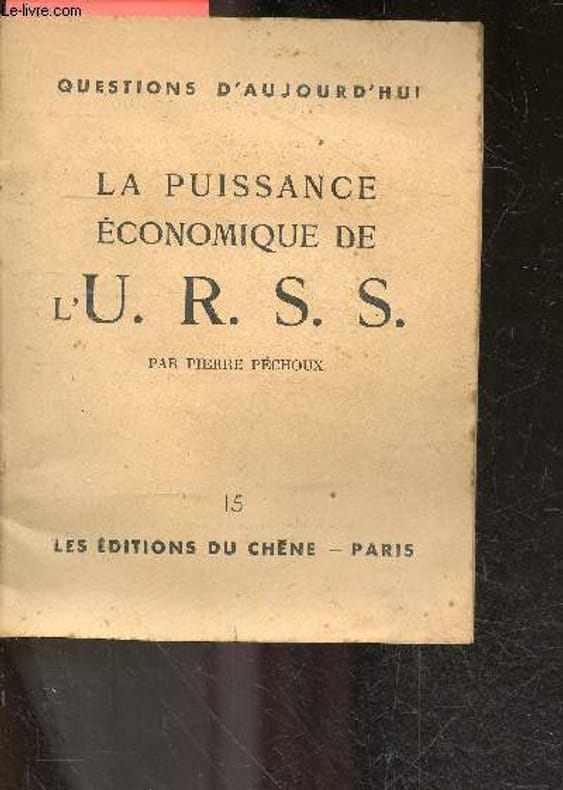 Le-livre.com
QUESTIONS D'AUJOURD'HUI
LA PUISSANCE
ÉCONOMIQUE DE
L'U. R. S. S.
PAR PIERRE PÉCHOUX
15
LES ÉDITIONS DU CHÊNE — PARIS